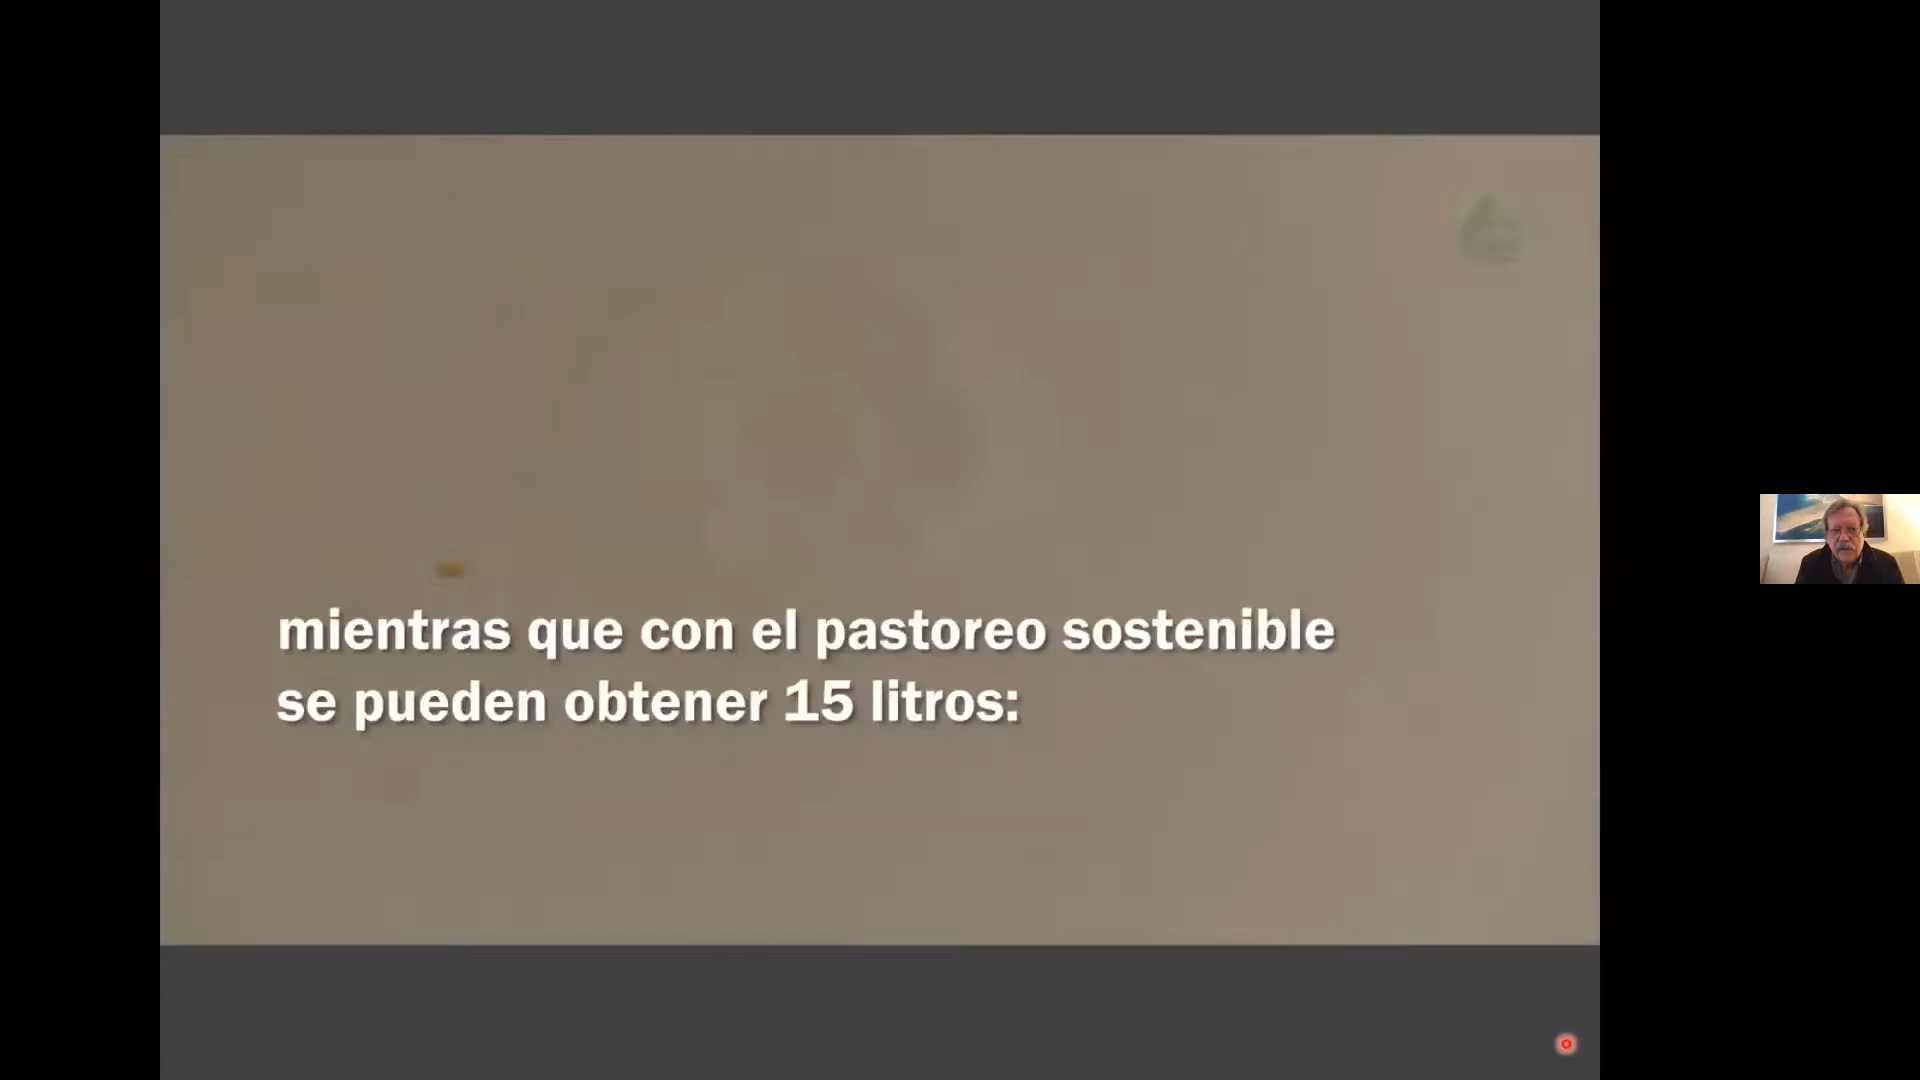 mientras que con el pastoreo sostenible
se pueden obtener 15 litros: